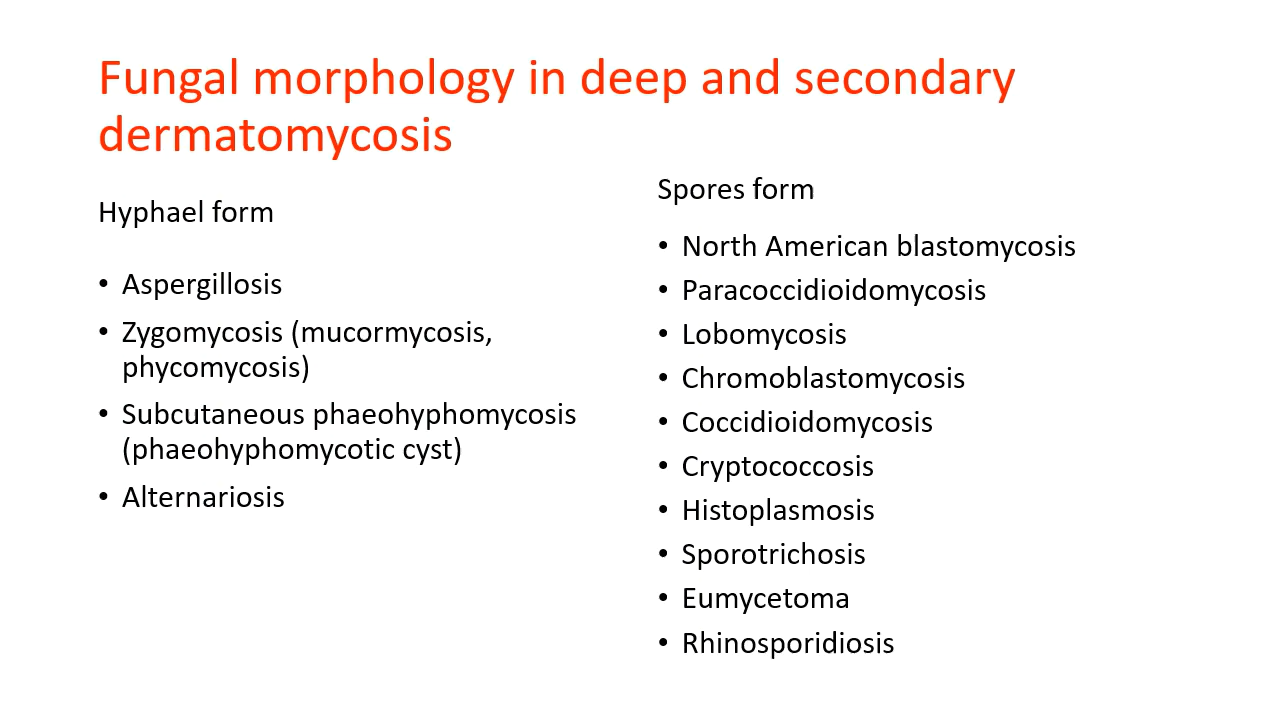 Fungal morphology in deep and secondary
dermatomycosis
Hyphael form
• Aspergillosis
• Zygomycosis (mucormycosis,
phycomycosis)
• Subcutaneous phaeohyphomycosis
(phaeohyphomycotic cyst)
• Alternariosis
Spores form
• North American blastomycosis
• Paracoccidioidomycosis
• Lobomycosis
• Chromoblastomycosis
• Coccidioidomycosis
• Cryptococcosis
• Histoplasmosis
• Sporotrichosis
• Eumycetoma
• Rhinosporidiosis